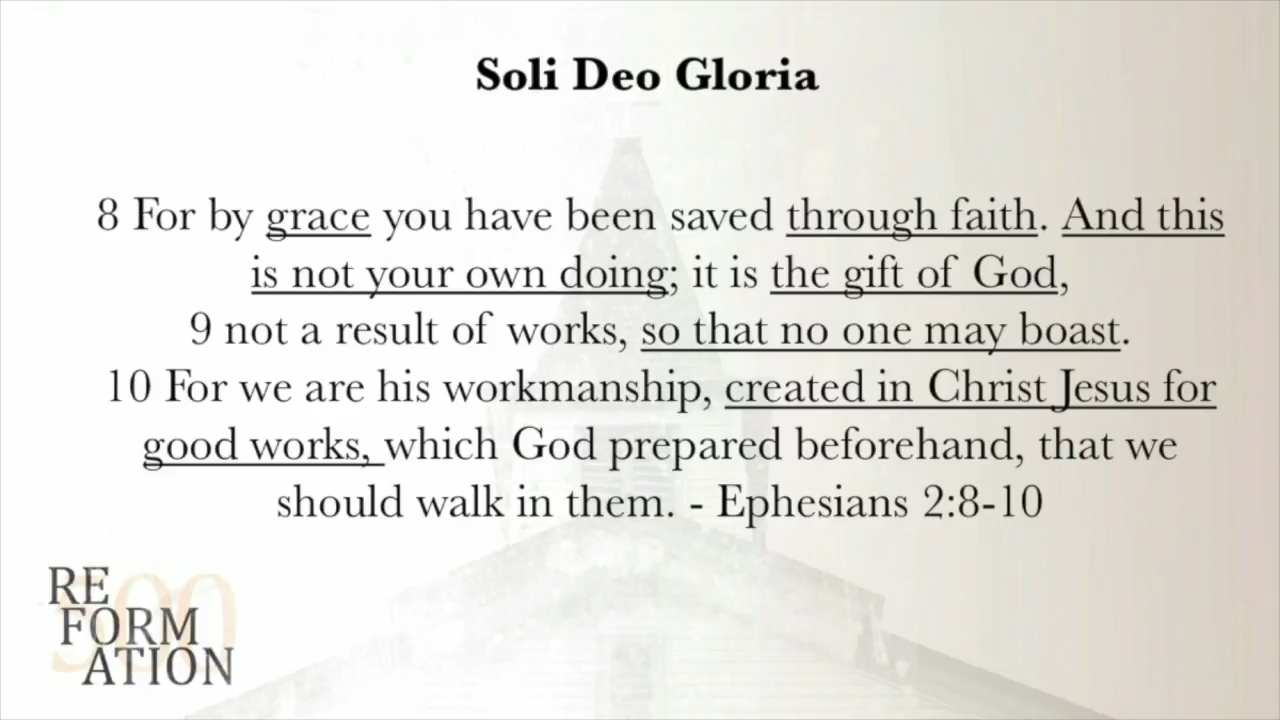 Soli Deo Gloria
8 For by grace you have been saved through faith. And this
is not your own doing; it is the gift of God,
9 not a result of works, so that no one may boast.
10 For we are his workmanship, created in Christ Jesus for
good works, which God prepared beforehand, that we
should walk in them. - Ephesians 2:8-10
500
RE
FORM
ATION